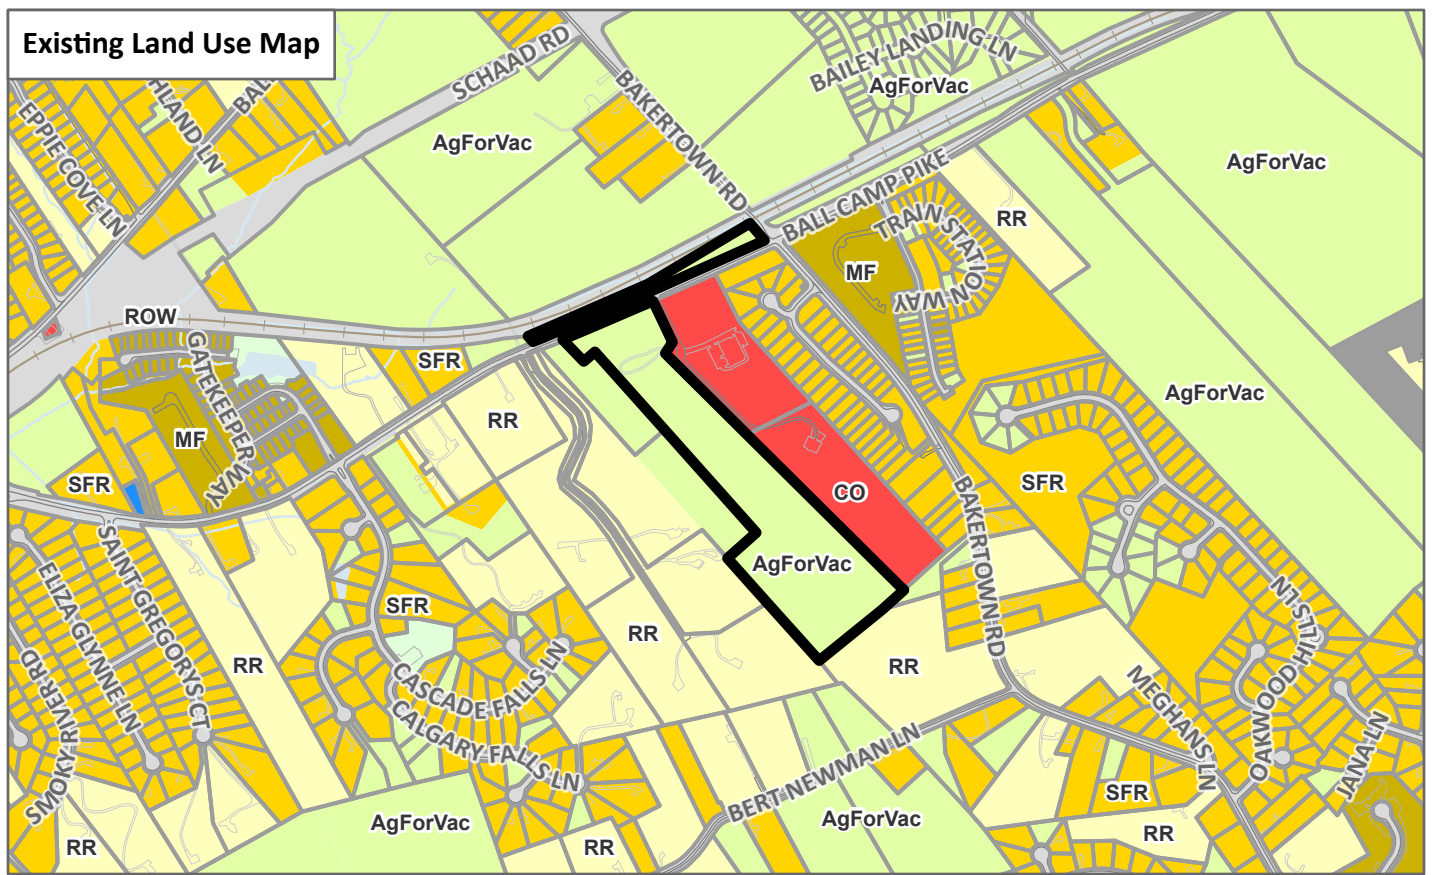 Existing Land Use Map
SCHAAD RD
BAKERTOWN RD
BAILEY LANDING LN
AgForVac
HLAND LN
BAL
EPPIE COVE LN
AgForVac
AgForVac
BALL CAMP PIKE
TRAIN STATION WAY
RR
MF
ROW
GATEKEEPER WAY
SFR
AgForVac
RR
MF
SFR
CO
SFR
BAKERTOWN RD
SAINT GREGORYS CT
ELIZA GLYNNE LN
SMOKY RIVER RD
AgForVac
SFR
RR
RR
RR
OAKWOOD HILLS LN
MEGHANS LN
JANA LN
CASCADE FALLS LN
CALGARY FALLS LN
BERT NEWMAN LN
SFR
AgForVac
AgForVac
RR
RR
RR